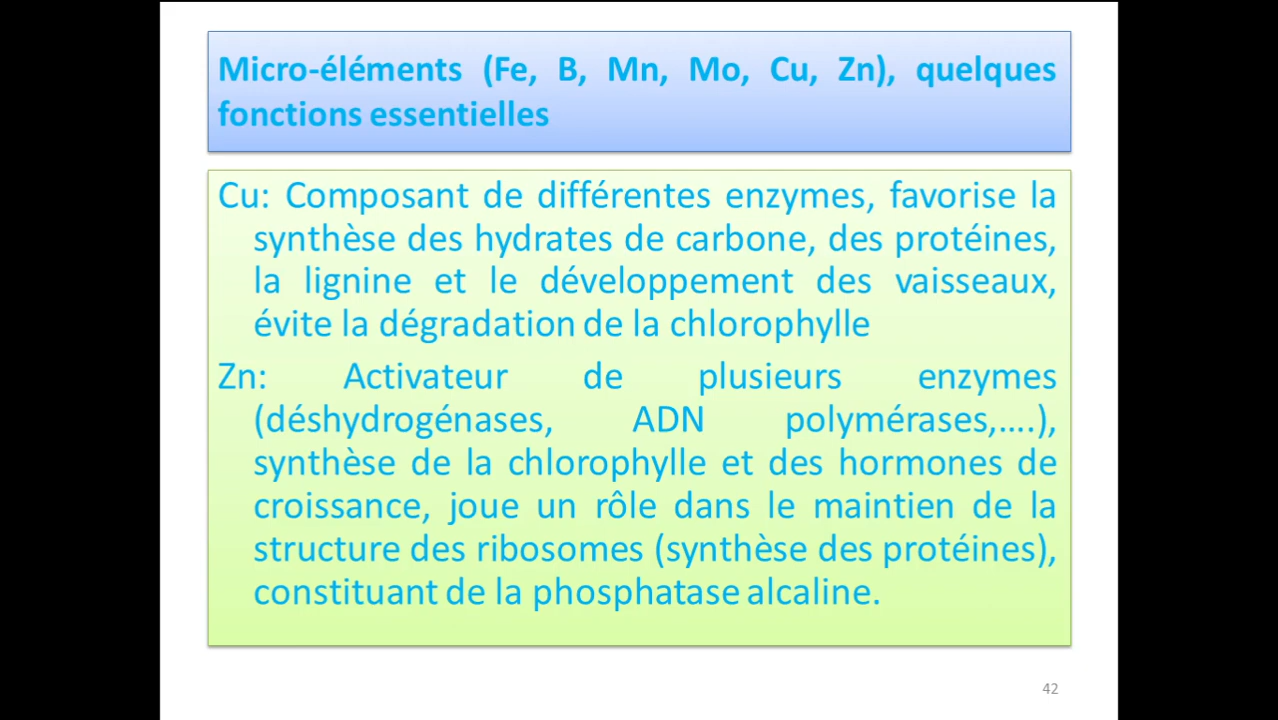 Micro-éléments (Fe, B, Mn, Mo, Cu, Zn), quelques
fonctions essentielles
Cu: Composant de différentes enzymes, favorise la
synthèse des hydrates de carbone, des protéines,
la lignine et le développement des vaisseaux,
évite la dégradation de la chlorophylle
Zn: Activateur de plusieurs enzymes
(déshydrogénases, ADN polymérases,….),
synthèse de la chlorophylle et des hormones de
croissance, joue un rôle dans le maintien de la
structure des ribosomes (synthèse des protéines),
constituant de la phosphatase alcaline.
42